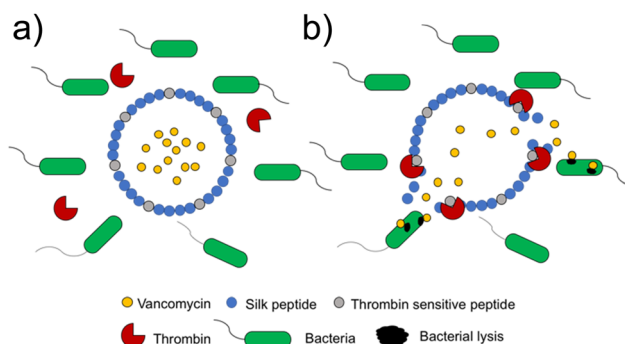 a)
b)
Vancomycin
Silk peptide
Thrombin sensitive peptide
Thrombin
Bacteria
Bacterial lysis